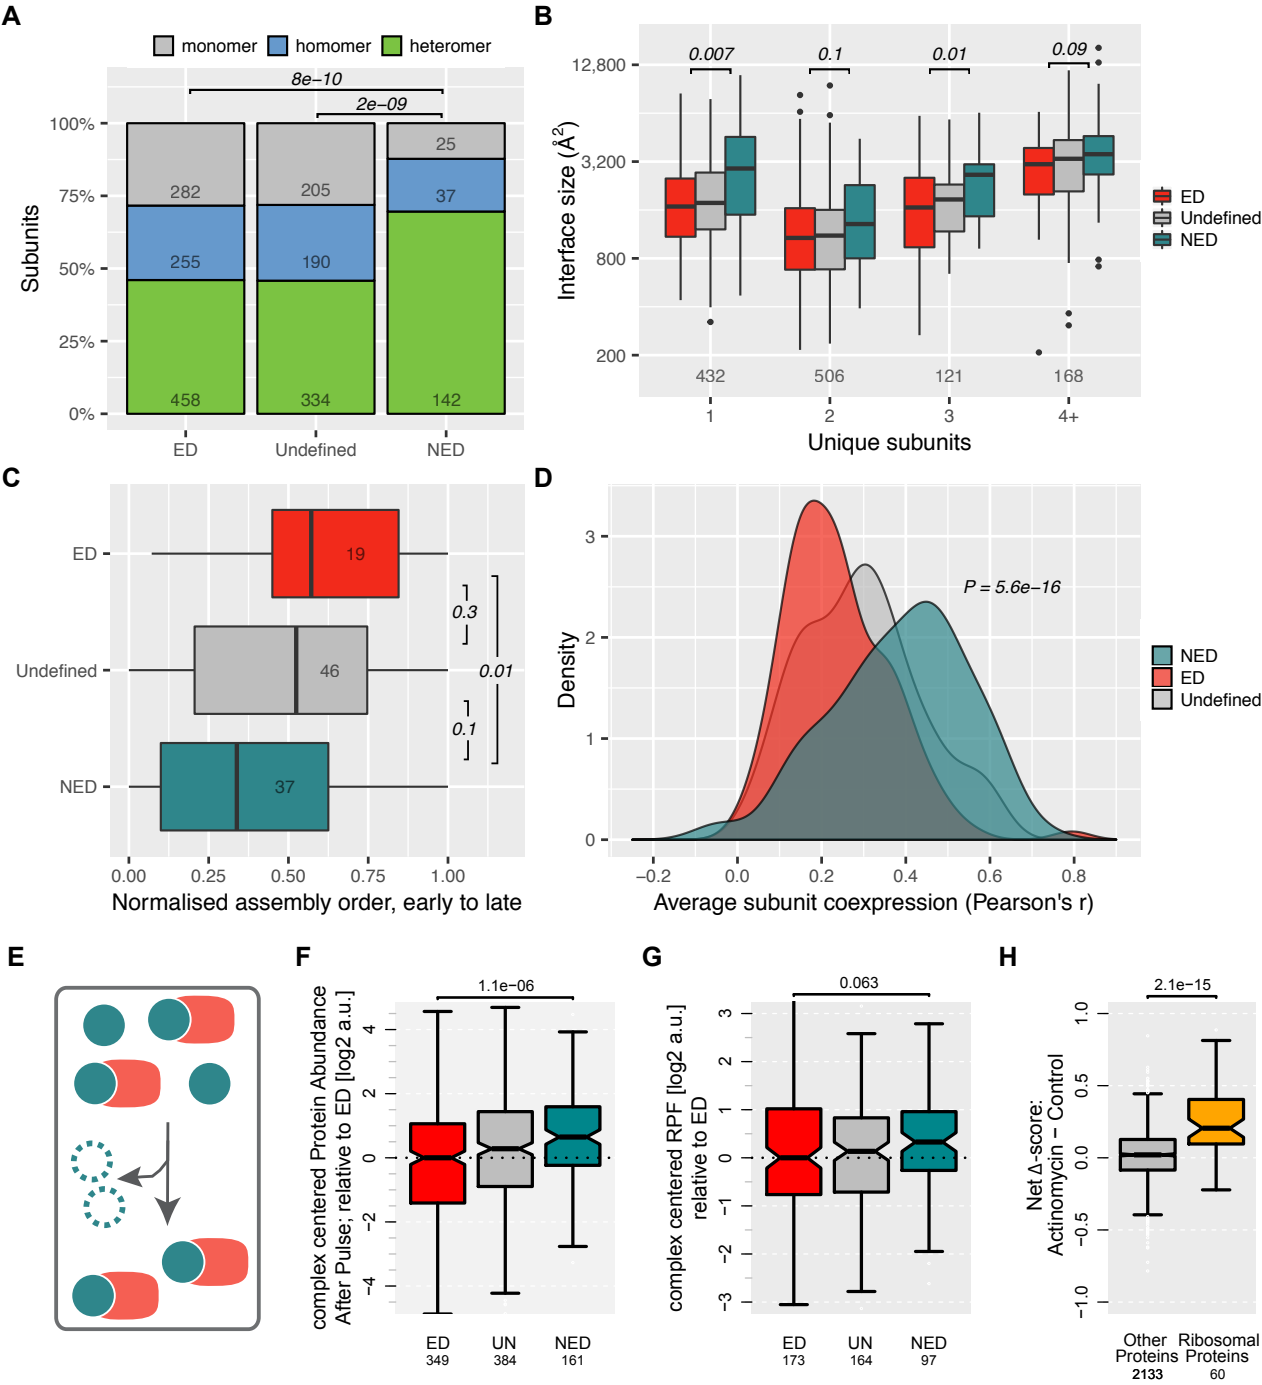 A
monomer homomer heteromer
8e−10
2e−09
Subunits
100%
75%
50%
25%
0%
282 205 25
255 190 37
458 334 142
ED Undefined NED
B
0.007 0.1 0.01 0.09
Interface size (Å²)
12,800
3,200
800
200
432 506 121 168
1 2 3 4+
Unique subunits
ED
Undefined
NED
C
ED
Undefined
NED
19
46
37
0.3
0.01
0.1
0.00 0.25 0.50 0.75 1.00
Normalised assembly order, early to late
D
Density
3
2
1
0
P = 5.6e−16
−0.2 0.0 0.2 0.4 0.6 0.8
Average subunit coexpression (Pearson's r)
NED
ED
Undefined
E
F
1.1e−06
complex centered Protein Abundance
After Pulse; relative to ED [log2 a.u.]
4
2
0
−2
−4
ED UN NED
349 384 161
G
0.063
complex centered RPF [log2 a.u.]
relative to ED
3
2
1
0
−1
−2
−3
ED UN NED
173 164 97
H
2.1e−15
Net Δ−score:
Actinomycin − Control
1.0
0.5
0.0
−0.5
−1.0
Other Ribosomal
Proteins Proteins
2133 60